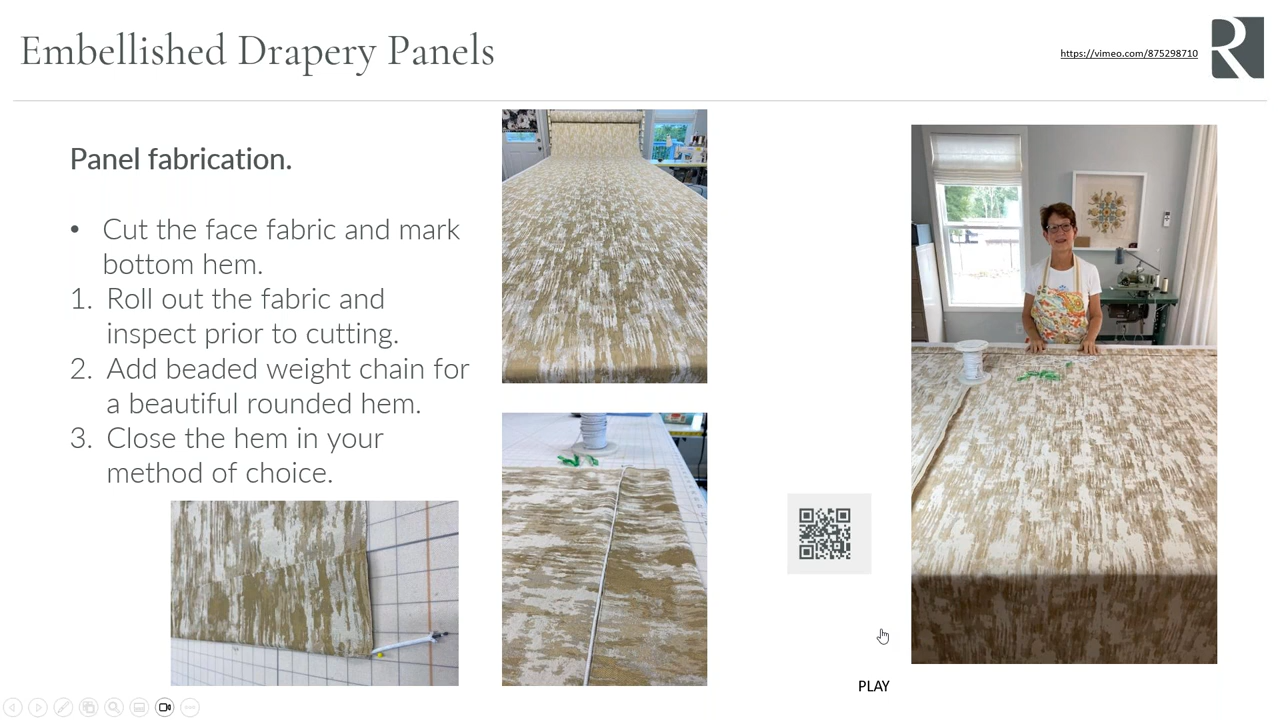 Embellished Drapery Panels
https://vimeo.com/875298710
R
Panel fabrication.
• Cut the face fabric and mark
bottom hem.
1. Roll out the fabric and
inspect prior to cutting.
2. Add beaded weight chain for
a beautiful rounded hem.
3. Close the hem in your
method of choice.
PLAY